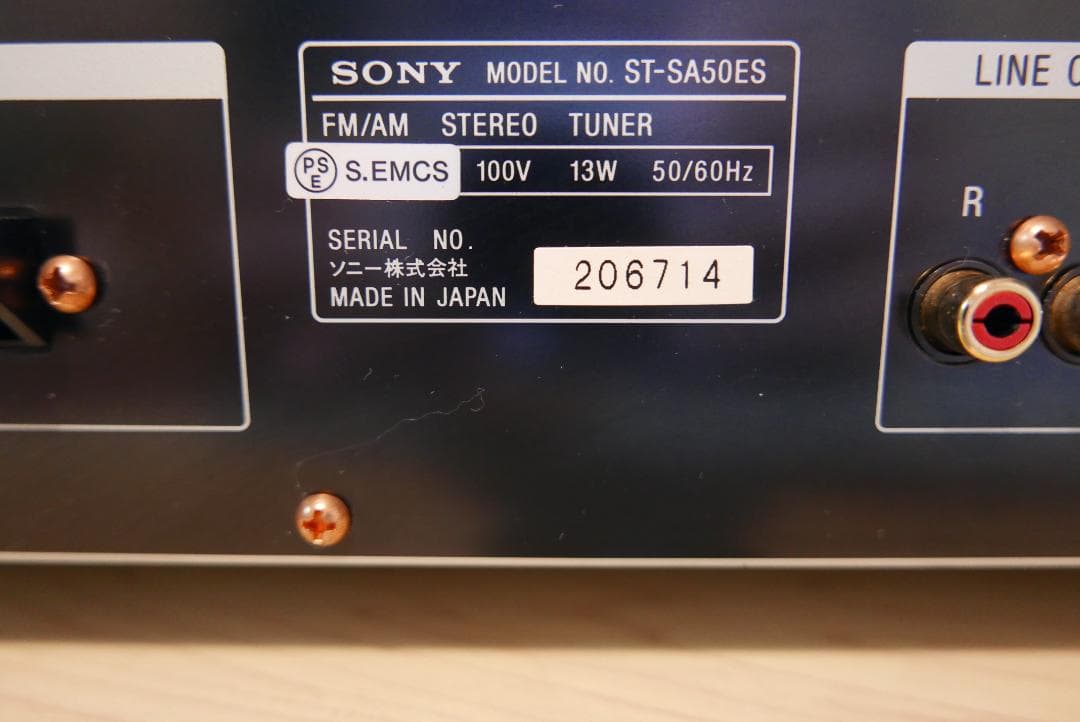 SONY MODEL NO. ST-SA50ES
FM/AM STEREO TUNER
PSE S.EMCS 100V 13W 50/60Hz
SERIAL NO.
ソニー株式会社
206714
MADE IN JAPAN
LINE
R